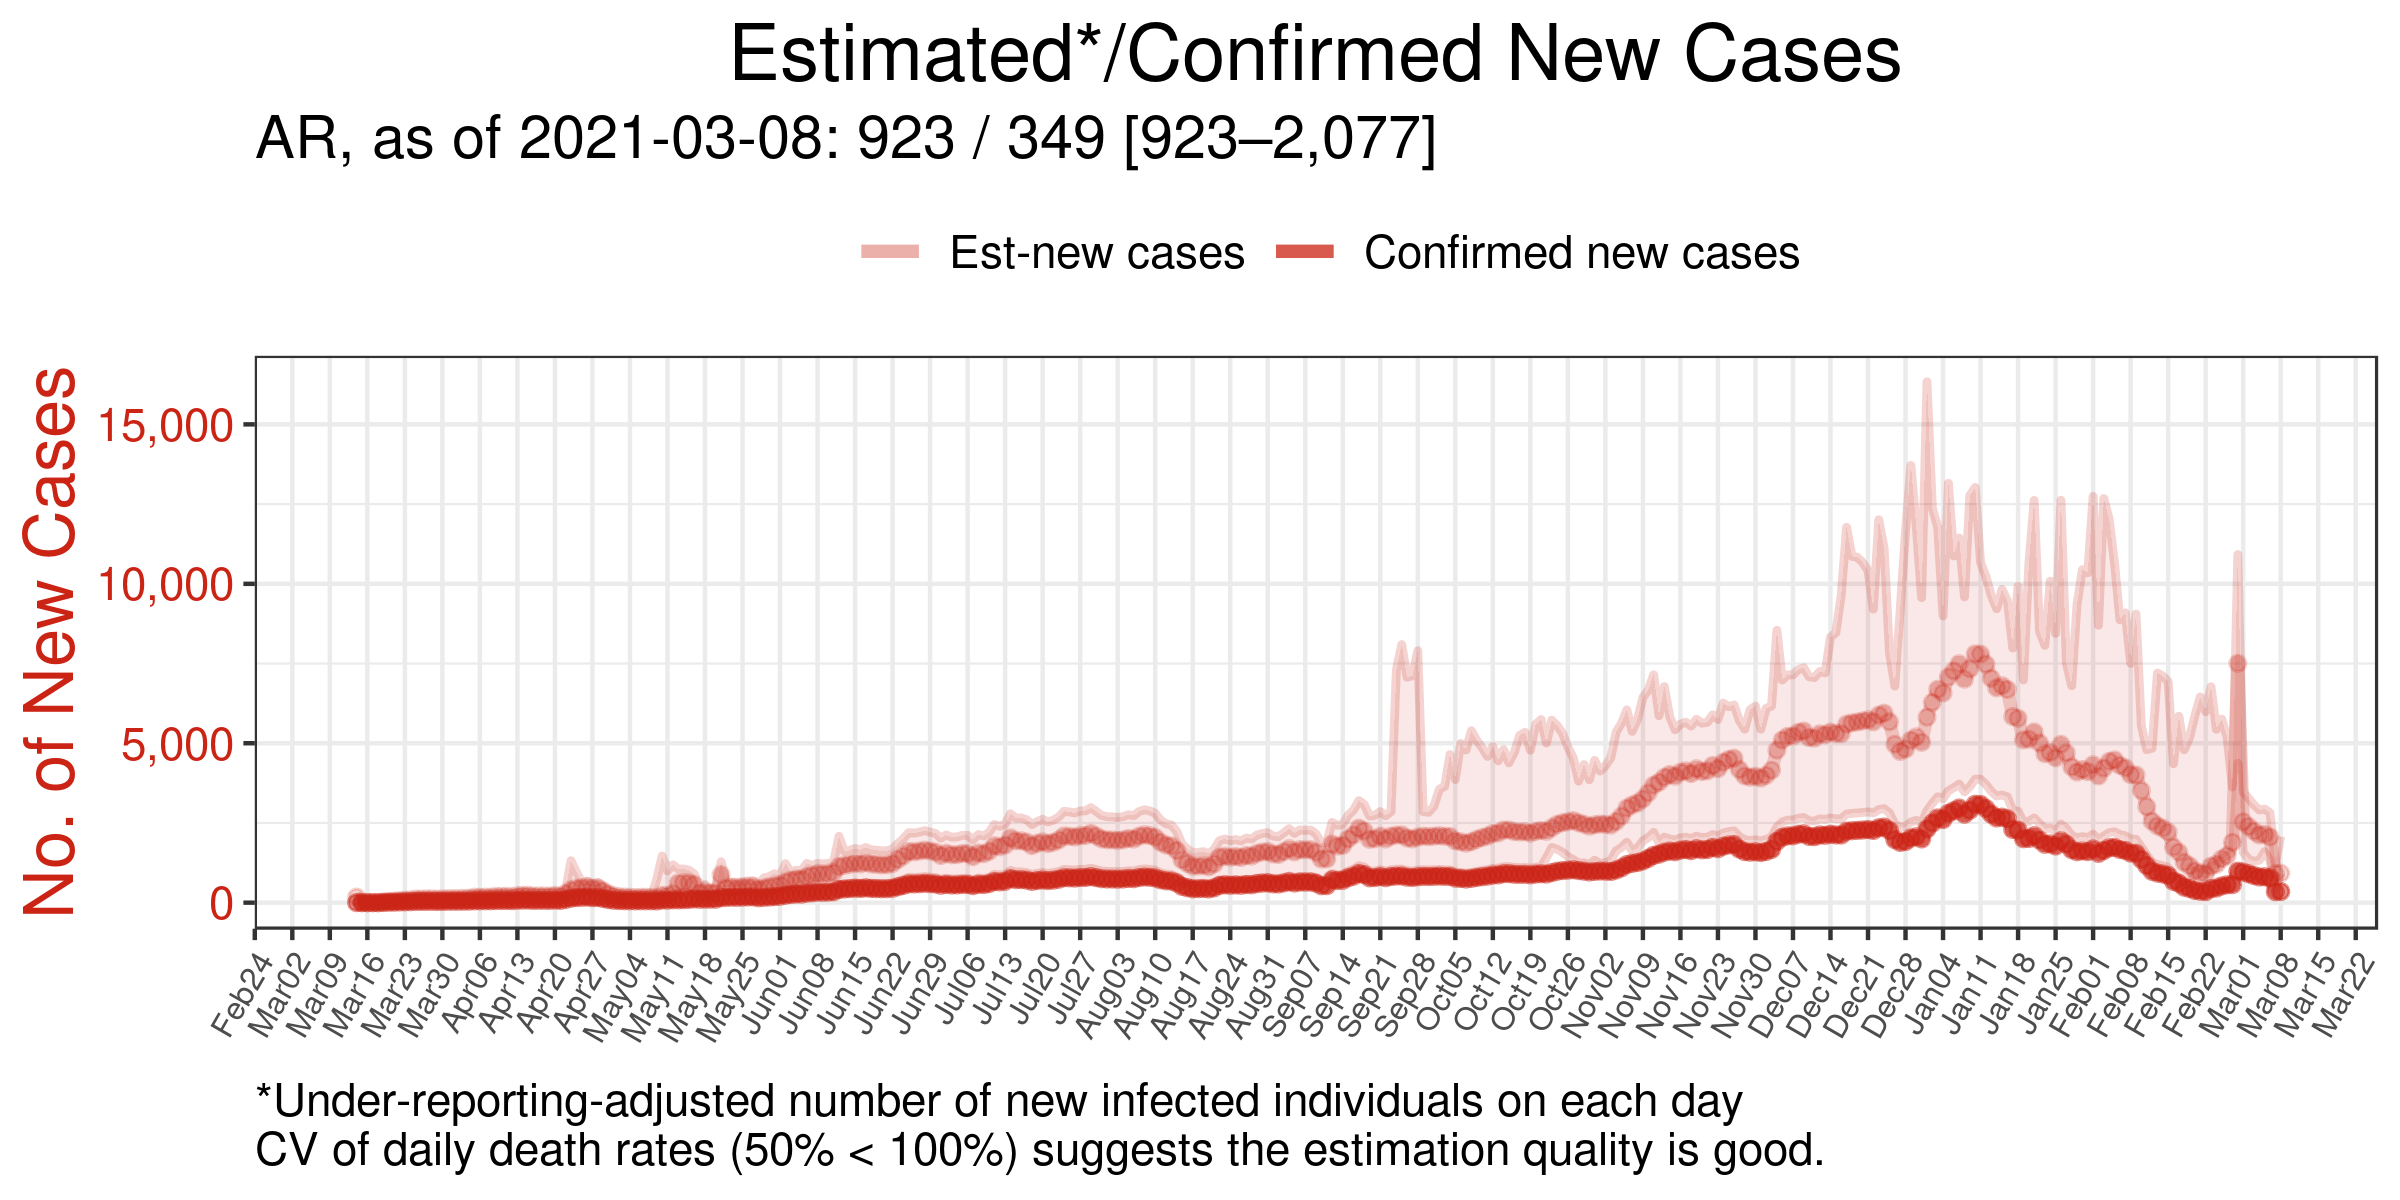 Estimated*/Confirmed New Cases
AR, as of 2021-03-08: 923 / 349 [923–2,077]
Est-new cases Confirmed new cases
No. of New Cases
15,000
10,000
5,000
0
Feb24 Mar02 Mar09 Mar16 Mar23 Mar30 Apr06 Apr13 Apr20 Apr27 May04 May11 May18 May25 Jun01 Jun08 Jun15 Jun22 Jun29 Jul06 Jul13 Jul20 Jul27 Aug03 Aug10 Aug17 Aug24 Aug31 Sep07 Sep14 Sep21 Sep28 Oct05 Oct12 Oct19 Oct26 Nov02 Nov09 Nov16 Nov23 Nov30 Dec07 Dec14 Dec21 Dec28 Jan04 Jan11 Jan18 Jan25 Feb01 Feb08 Feb15 Feb22 Mar01 Mar08 Mar15 Mar22
*Under-reporting-adjusted number of new infected individuals on each day
CV of daily death rates (50% < 100%) suggests the estimation quality is good.